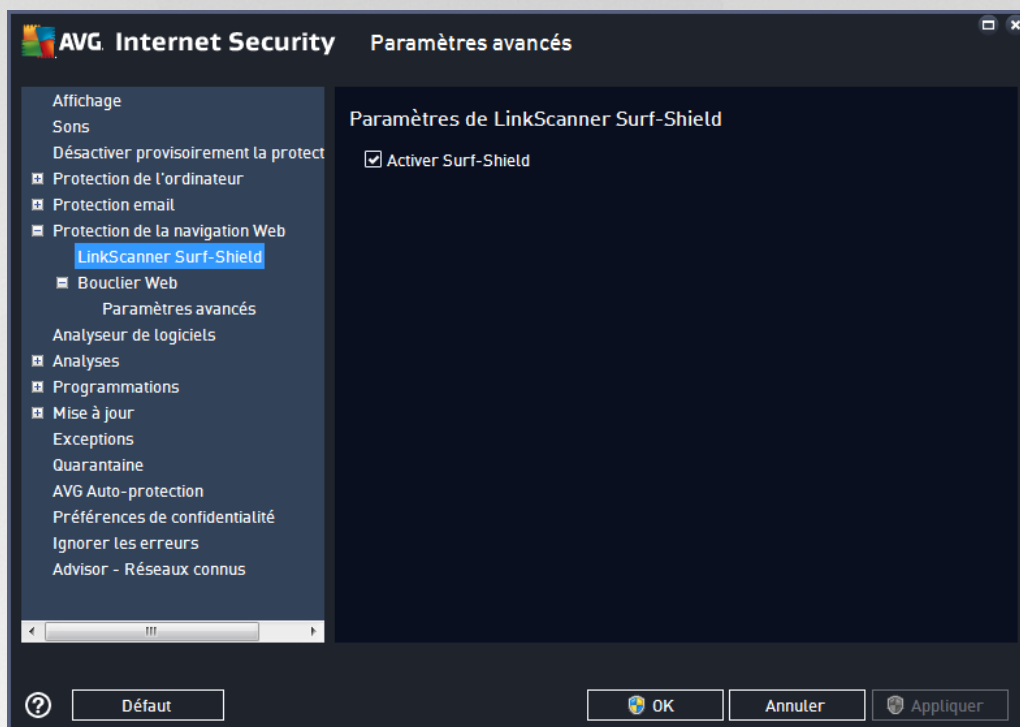 AVG. Internet Security Paramètres avancés
Affichage
Sons
Désactiver provisoirement la protect
Protection de l'ordinateur
Protection email
Protection de la navigation Web
LinkScanner Surf-Shield
Bouclier Web
Paramètres avancés
Analyseur de logiciels
Analyses
Programmations
Mise à jour
Exceptions
Quarantaine
AVG Auto-protection
Préférences de confidentialité
Ignorer les erreurs
Advisor - Réseaux connus
Paramètres de LinkScanner Surf-Shield
Activer Surf-Shield
Défaut
OK
Annuler
Appliquer